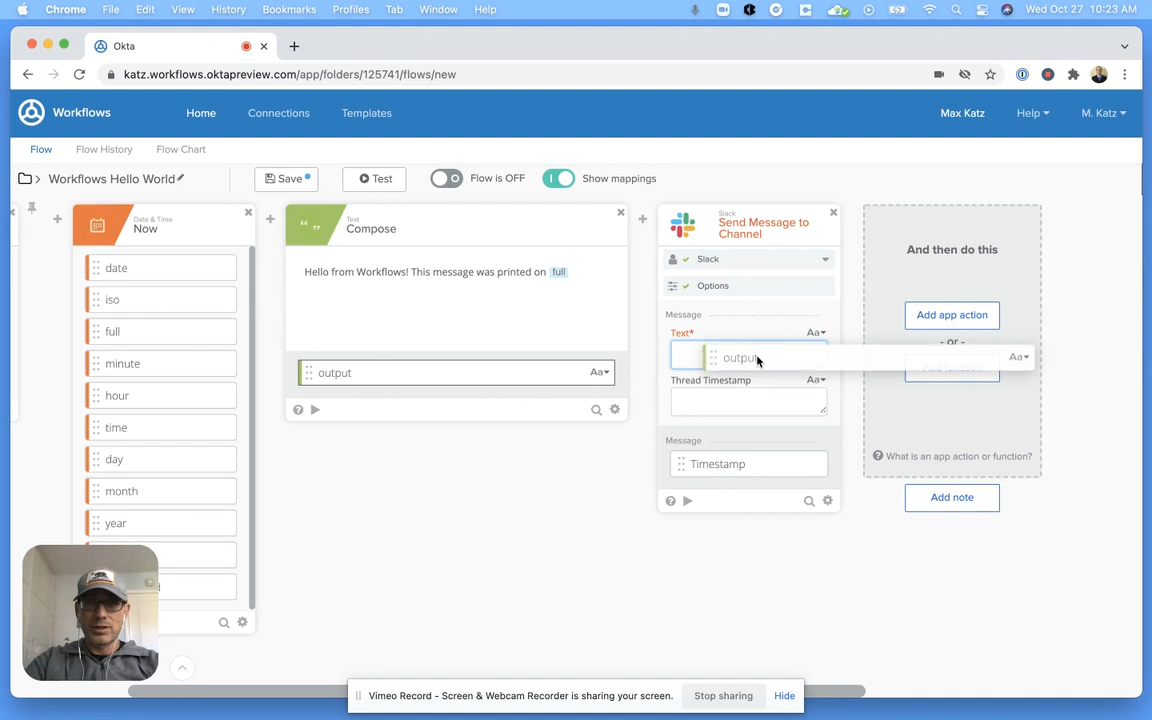 Chrome File Edit View History Bookmarks Profiles Tab Window Help Wed Oct 27 10:23 AM
Okta
katz.workflows.oktapreview.com/app/folders/125741/flows/new
Workflows Home Connections Templates Max Katz Help M. Katz
Flow Flow History Flow Chart
Workflows Hello World Save Test Flow is OFF Show mappings
Date & Time
Now
date
iso
full
minute
hour
time
day
month
year
Text
Compose
Hello from Workflows! This message was printed on full
output Aa
Slack
Send Message to
Channel
Slack
Options
Message
Text* Aa
output Aa
Thread Timestamp Aa
Message
Timestamp
And then do this
Add app action
- or -
What is an app action or function?
Add note
Vimeo Record - Screen & Webcam Recorder is sharing your screen. Stop sharing Hide